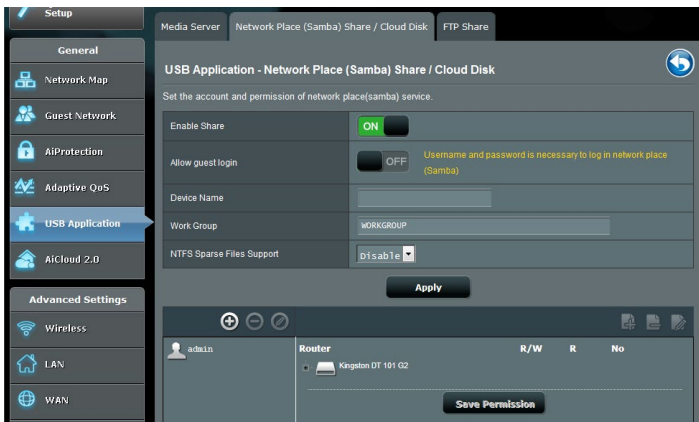 Setup
General
Network Map
Guest Network
AiProtection
Adaptive QoS
USB Application
AiCloud 2.0
Advanced Settings
Wireless
LAN
WAN
Media Server
Network Place (Samba) Share / Cloud Disk
FTP Share
USB Application - Network Place (Samba) Share / Cloud Disk
Set the account and permission of network place(samba) service.
Enable Share
ON
Allow guest login
OFF
Username and password is necessary to log in network place
(Samba)
Device Name
Work Group
WORKGROUP
NTFS Sparse Files Support
Disable
Apply
admin
Router R/W R No
Kingston DT 101 G2
Save Permission